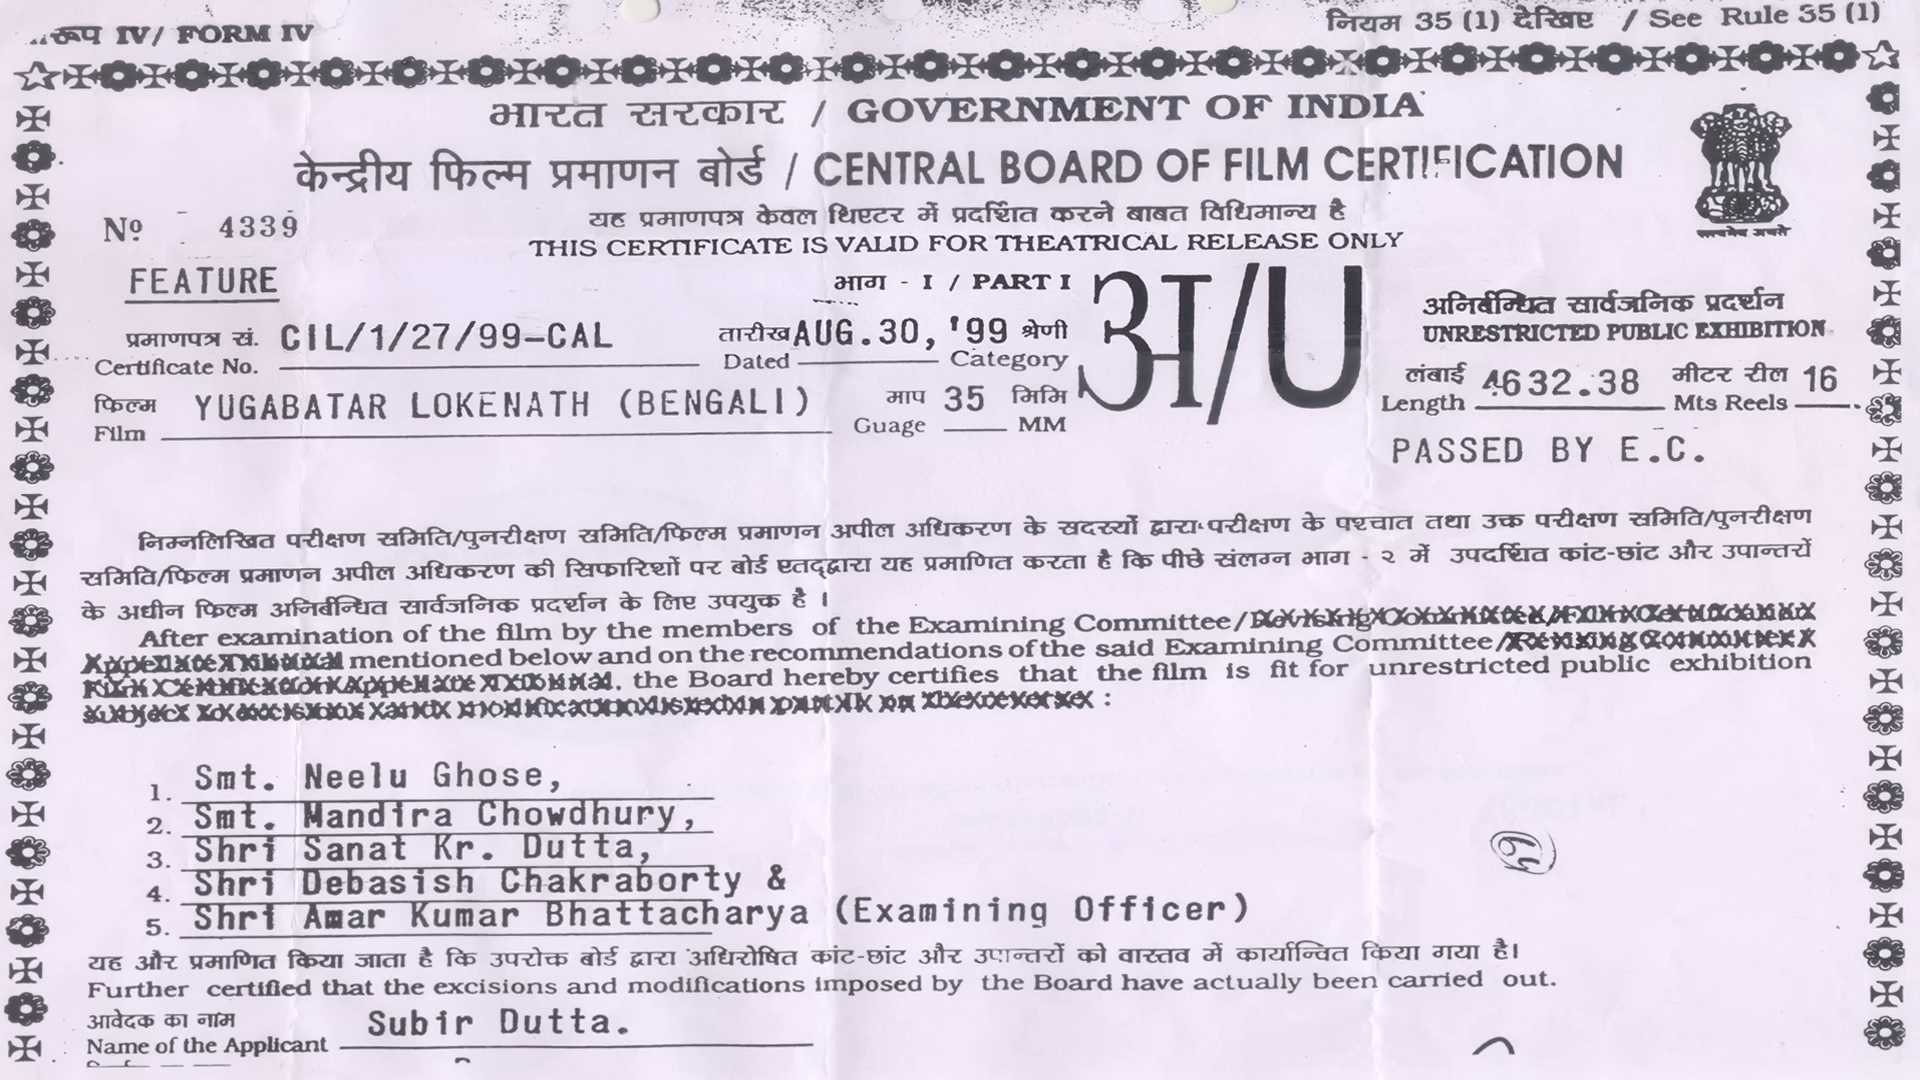 रूप IV/ FORM IV
नियम 35 (1) देखिए / See Rule 35 (1)
भारत सरकार / GOVERNMENT OF INDIA
केन्द्रीय फिल्म प्रमाणन बोर्ड / CENTRAL BOARD OF FILM CERTIFICATION
सत्यमेव जयते
Nº 4339
यह प्रमाणपत्र केवल थिएटर में प्रदर्शित करने बाबत विधिमान्य है
THIS CERTIFICATE IS VALID FOR THEATRICAL RELEASE ONLY
FEATURE
भाग - I / PART I
अ/U
अनिर्बन्धित सार्वजनिक प्रदर्शन
UNRESTRICTED PUBLIC EXHIBITION
प्रमाणपत्र सं. CIL/1/27/99-CAL तारीख AUG.30, '99 श्रेणी
Certificate No. Dated Category
लंबाई 4632.38 मीटर रील 16
Length Mts Reels
फिल्म YUGABATAR LOKENATH (BENGALI) माप 35 मिमि
Film Guage MM
PASSED BY E.C.
निम्नलिखित परीक्षण समिति/पुनरीक्षण समिति/फिल्म प्रमाणन अपील अधिकरण के सदस्यों द्वारा परीक्षण के पश्चात तथा उक्त परीक्षण समिति/पुनरीक्षण
समिति/फिल्म प्रमाणन अपील अधिकरण की सिफारिशों पर बोर्ड एतद्द्वारा यह प्रमाणित करता है कि पीछे संलग्न भाग - २ में उपदर्शित कांट-छांट और उपान्तरों
के अधीन फिल्म अनिर्बन्धित सार्वजनिक प्रदर्शन के लिए उपयुक्त है ।
After examination of the film by the members of the Examining Committee/
mentioned below and on the recommendations of the said Examining Committee/
the Board hereby certifies that the film is fit for unrestricted public exhibition
:
1. Smt. Neelu Ghose,
2. Smt. Mandira Chowdhury,
3. Shri Sanat Kr. Dutta,
4. Shri Debasish Chakraborty &
5. Shri Amar Kumar Bhattacharya (Examining Officer)
यह और प्रमाणित किया जाता है कि उपरोक्त बोर्ड द्वारा अधिरोषित कांट-छांट और उपान्तरों को वास्तव में कार्यान्वित किया गया है।
Further certified that the excisions and modifications imposed by the Board have actually been carried out.
आवेदक का नाम Subir Dutta.
Name of the Applicant